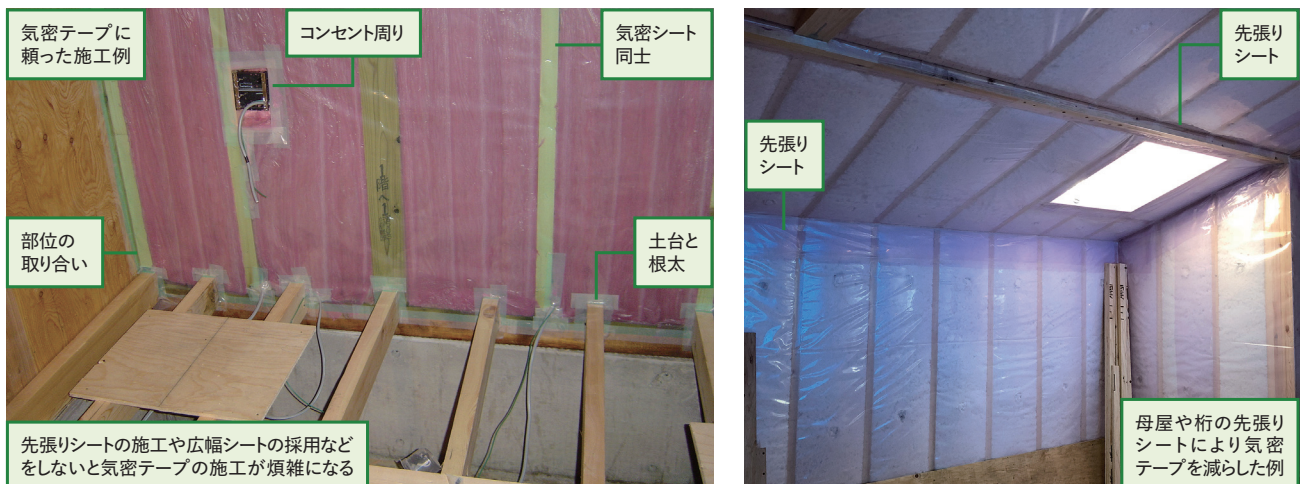 気密テープに
頼った施工例
コンセント周り
気密シート
同士
部位の
取り合い
土台と
根太
先張りシートの施工や広幅シートの採用など
をしないと気密テープの施工が煩雑になる
先張り
シート
先張り
シート
母屋や桁の先張り
シートにより気密
テープを減らした例